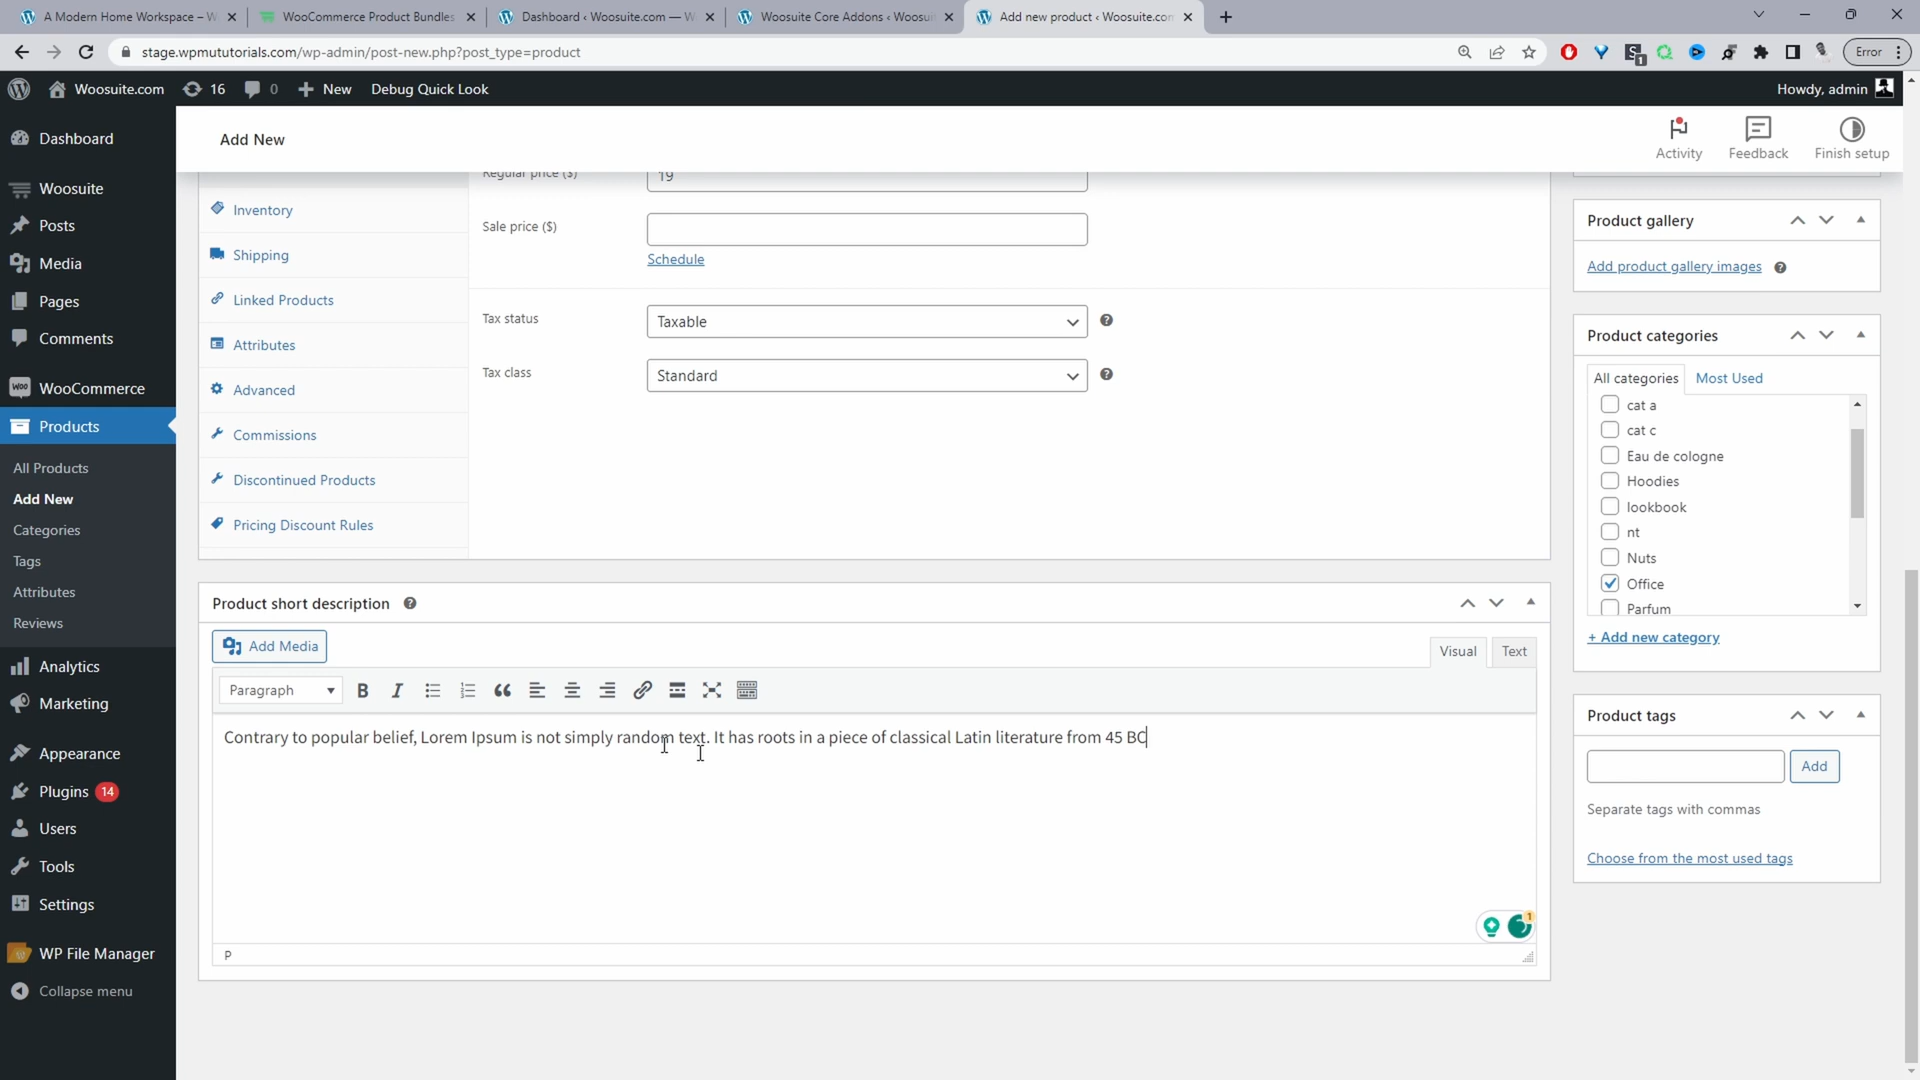 A Modern Home Workspace – W
WooCommerce Product Bundles
Dashboard ‹ Woosuite.com — W
Woosuite Core Addons ‹ Woosui
Add new product ‹ Woosuite.com
stage.wpmututorials.com/wp-admin/post-new.php?post_type=product
1
Error
Woosuite.com
16
0
New
Debug Quick Look
Howdy, admin
Dashboard
Woosuite
Posts
Media
Pages
Comments
WOO
WooCommerce
Products
All Products
Add New
Categories
Tags
Attributes
Reviews
Analytics
Marketing
Appearance
Plugins 14
Users
Tools
Settings
WP File Manager
Collapse menu
Add New
Activity
Feedback
Finish setup
Inventory
Shipping
Linked Products
Attributes
Advanced
Commissions
Discontinued Products
Pricing Discount Rules
Regular price ($)
19
Sale price ($)
Schedule
Tax status
Taxable
Tax class
Standard
Product short description
Add Media
Visual
Text
Paragraph
Contrary to popular belief, Lorem Ipsum is not simply random text. It has roots in a piece of classical Latin literature from 45 BC
1
P
Product gallery
Add product gallery images
Product categories
All categories
Most Used
cat a
cat c
Eau de cologne
Hoodies
lookbook
nt
Nuts
Office
Parfum
+ Add new category
Product tags
Add
Separate tags with commas
Choose from the most used tags